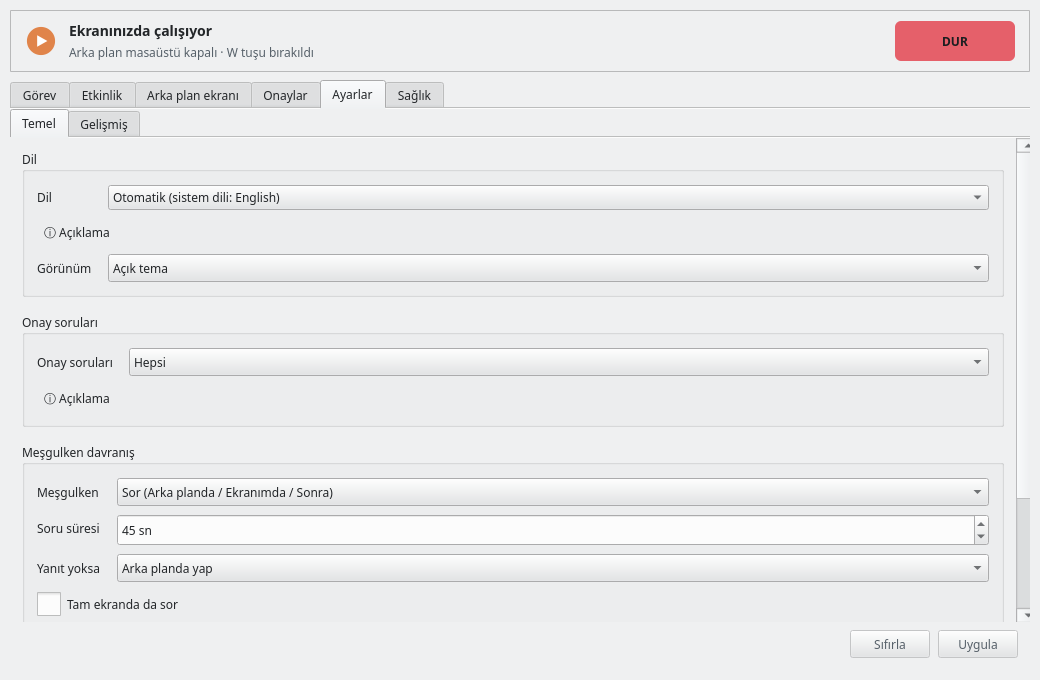 Ekranınızda çalışıyor
Arka plan masaüstü kapalı · W tuşu bırakıldı
DUR
Görev Etkinlik Arka plan ekranı Onaylar Ayarlar Sağlık
Temel Gelişmiş
Dil
Dil Otomatik (sistem dili: English)
ⓘ Açıklama
Görünüm Açık tema
Onay soruları
Onay soruları Hepsi
ⓘ Açıklama
Meşgulken davranış
Meşgulken Sor (Arka planda / Ekranımda / Sonra)
Soru süresi 45 sn
Yanıt yoksa Arka planda yap
Tam ekranda da sor
Sıfırla Uygula